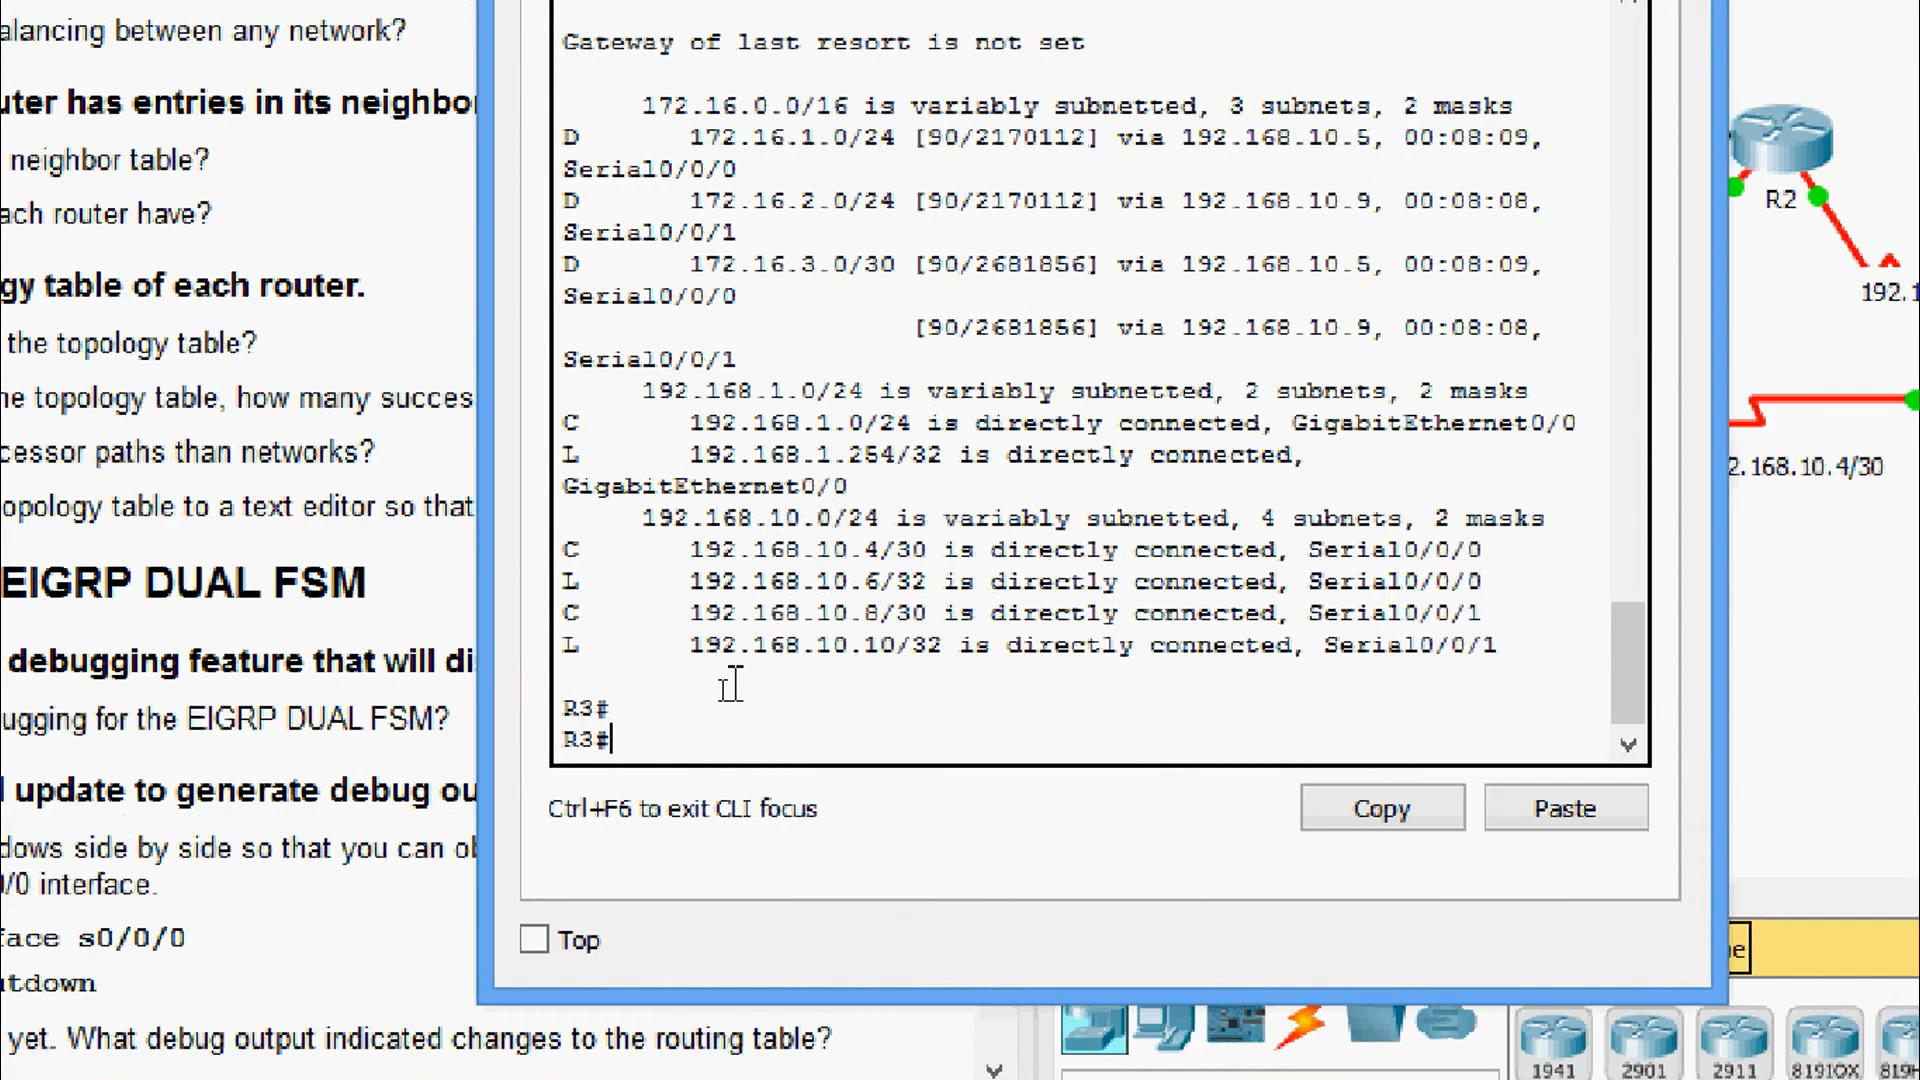 alancing between any network?
uter has entries in its neighbor
neighbor table?
ach router have?
gy table of each router.
the topology table?
ne topology table, how many succes
cessor paths than networks?
opology table to a text editor so that
EIGRP DUAL FSM
debugging feature that will di
ugging for the EIGRP DUAL FSM?
update to generate debug ou
dows side by side so that you can ob
0/0 interface.
face s0/0/0
utdown
yet. What debug output indicated changes to the routing table?
Gateway of last resort is not set
172.16.0.0/16 is variably subnetted, 3 subnets, 2 masks
D 172.16.1.0/24 [90/2170112] via 192.168.10.5, 00:08:09,
Serial0/0/0
D 172.16.2.0/24 [90/2170112] via 192.168.10.9, 00:08:08,
Serial0/0/1
D 172.16.3.0/30 [90/2681856] via 192.168.10.5, 00:08:09,
Serial0/0/0
[90/2681856] via 192.168.10.9, 00:08:08,
Serial0/0/1
192.168.1.0/24 is variably subnetted, 2 subnets, 2 masks
C 192.168.1.0/24 is directly connected, GigabitEthernet0/0
L 192.168.1.254/32 is directly connected,
GigabitEthernet0/0
192.168.10.0/24 is variably subnetted, 4 subnets, 2 masks
C 192.168.10.4/30 is directly connected, Serial0/0/0
L 192.168.10.6/32 is directly connected, Serial0/0/0
C 192.168.10.8/30 is directly connected, Serial0/0/1
L 192.168.10.10/32 is directly connected, Serial0/0/1
R3#
R3#
Ctrl+F6 to exit CLI focus
Copy
Paste
Top
R2
192.1
2.168.10.4/30
ne
1941
2901
2911
819IOX
819H